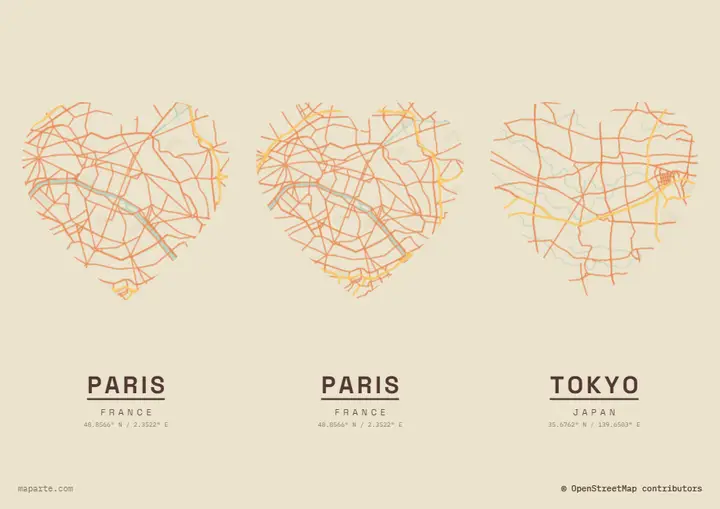 PARIS
FRANCE
48.8566° N / 2.3522° E
PARIS
FRANCE
48.8566° N / 2.3522° E
TOKYO
JAPAN
35.6762° N / 139.6503° E
maparte.com
© OpenStreetMap contributors